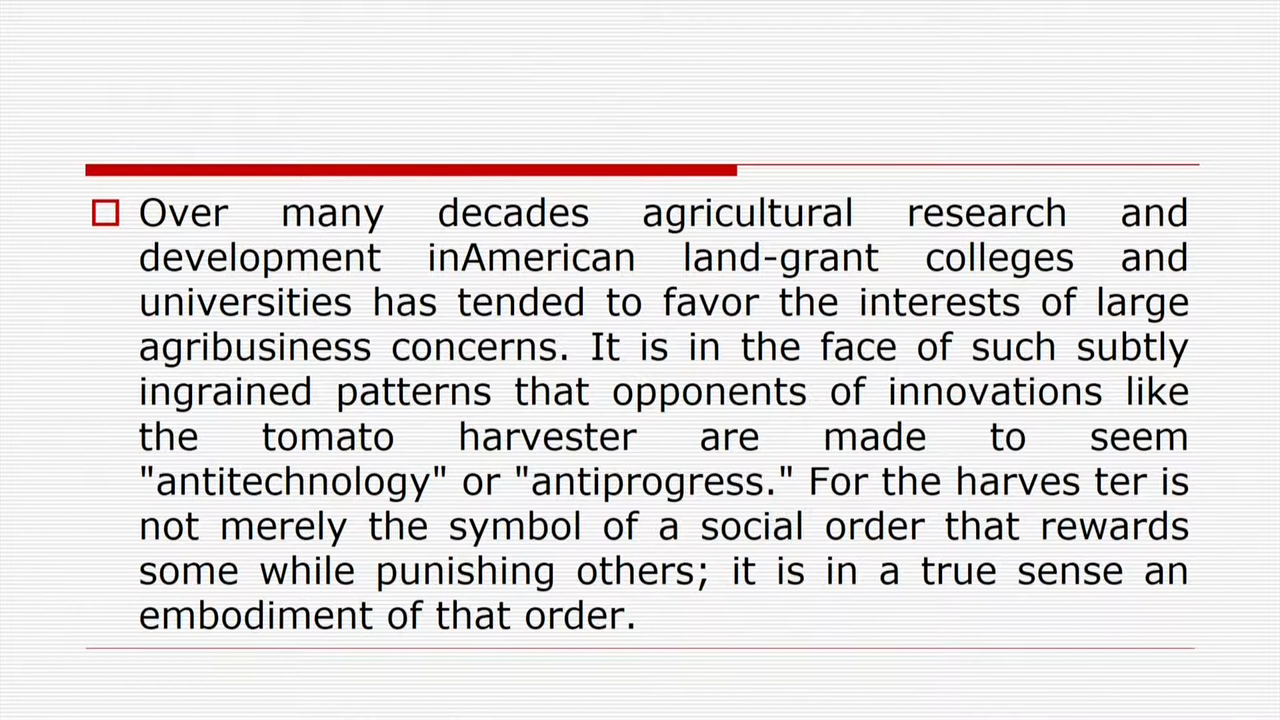 Over many decades agricultural research and
development inAmerican land-grant colleges and
universities has tended to favor the interests of large
agribusiness concerns. It is in the face of such subtly
ingrained patterns that opponents of innovations like
the tomato harvester are made to seem
"antitechnology" or "antiprogress." For the harves ter is
not merely the symbol of a social order that rewards
some while punishing others; it is in a true sense an
embodiment of that order.